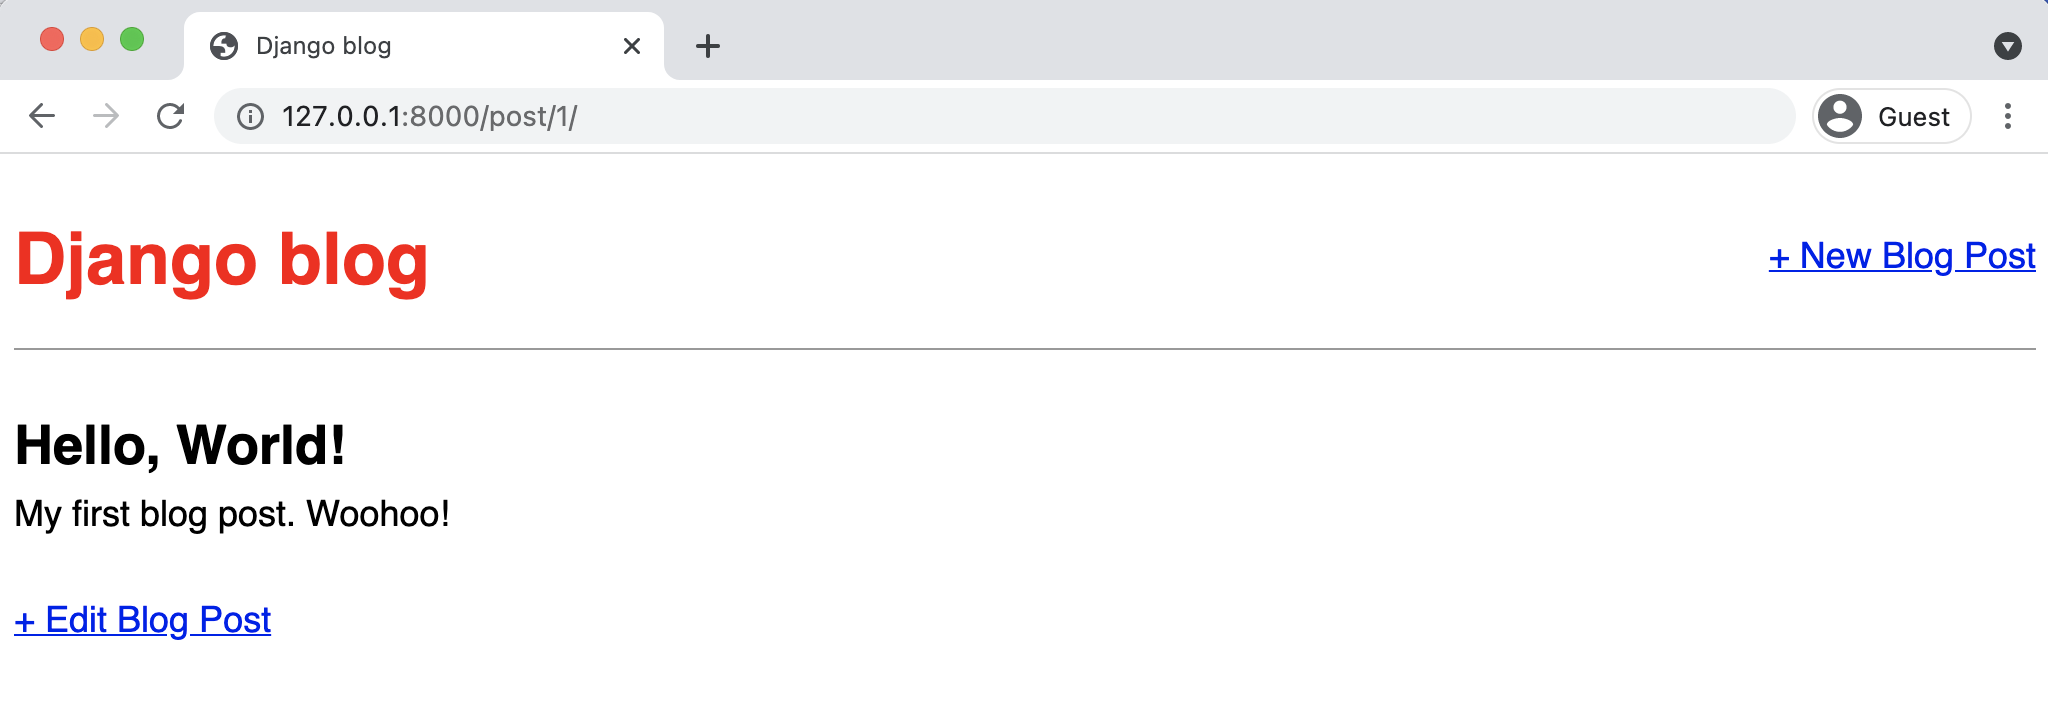 Django blog
127.0.0.1:8000/post/1/
Guest
Django blog
+ New Blog Post
Hello, World!
My first blog post. Woohoo!
+ Edit Blog Post